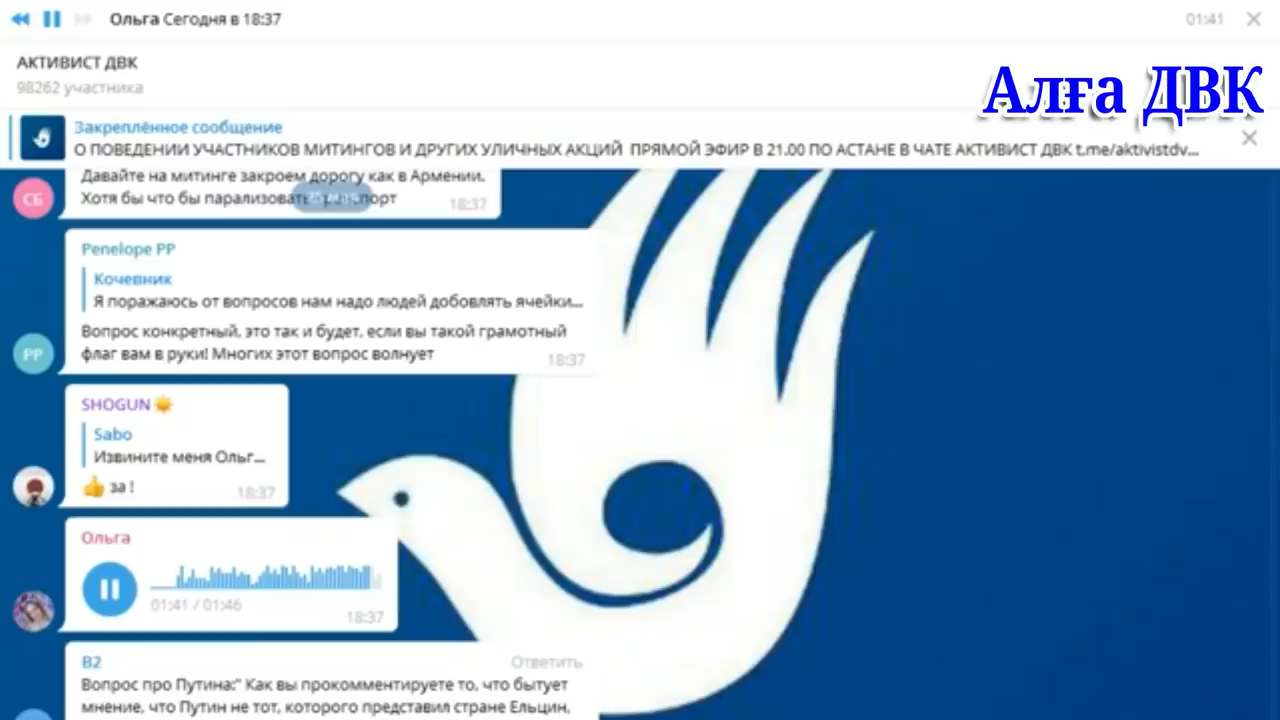 Ольга Сегодня в 18:37
01:41
АКТИВИСТ ДВК
98262 участника
Алға ДВК
Закреплённое сообщение
О ПОВЕДЕНИИ УЧАСТНИКОВ МИТИНГОВ И ДРУГИХ УЛИЧНЫХ АКЦИЙ ПРЯМОЙ ЭФИР В 21.00 ПО АСТАНЕ В ЧАТЕ АКТИВИСТ ДВК t.me/aktivistdv...
Давайте на митинге закроем дорогу как в Армении.
Хотя бы что бы парализовать транспорт
18:37
СБ
Penelope PP
Кочевник
Я поражаюсь от вопросов нам надо людей добовлять ячейки...
Вопрос конкретный, это так и будет, если вы такой грамотный
флаг вам в руки! Многих этот вопрос волнует
18:37
PP
SHOGUN
Sabo
Извините меня Ольг...
за !
18:37
Ольга
01:41 / 01:46
18:37
B2
Ответить
Вопрос про Путина:" Как вы прокомментируете то, что бытует
мнение, что Путин не тот, которого представил стране Ельцин,